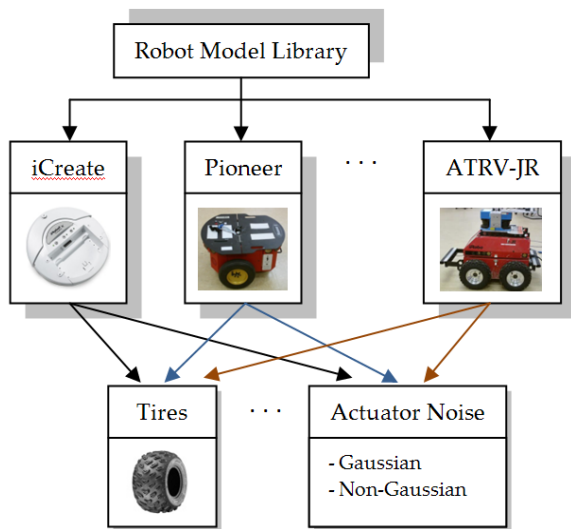 Robot Model Library
iCreate
Pioneer
. . .
ATRV-JR
Tires
. . .
Actuator Noise
- Gaussian
- Non-Gaussian